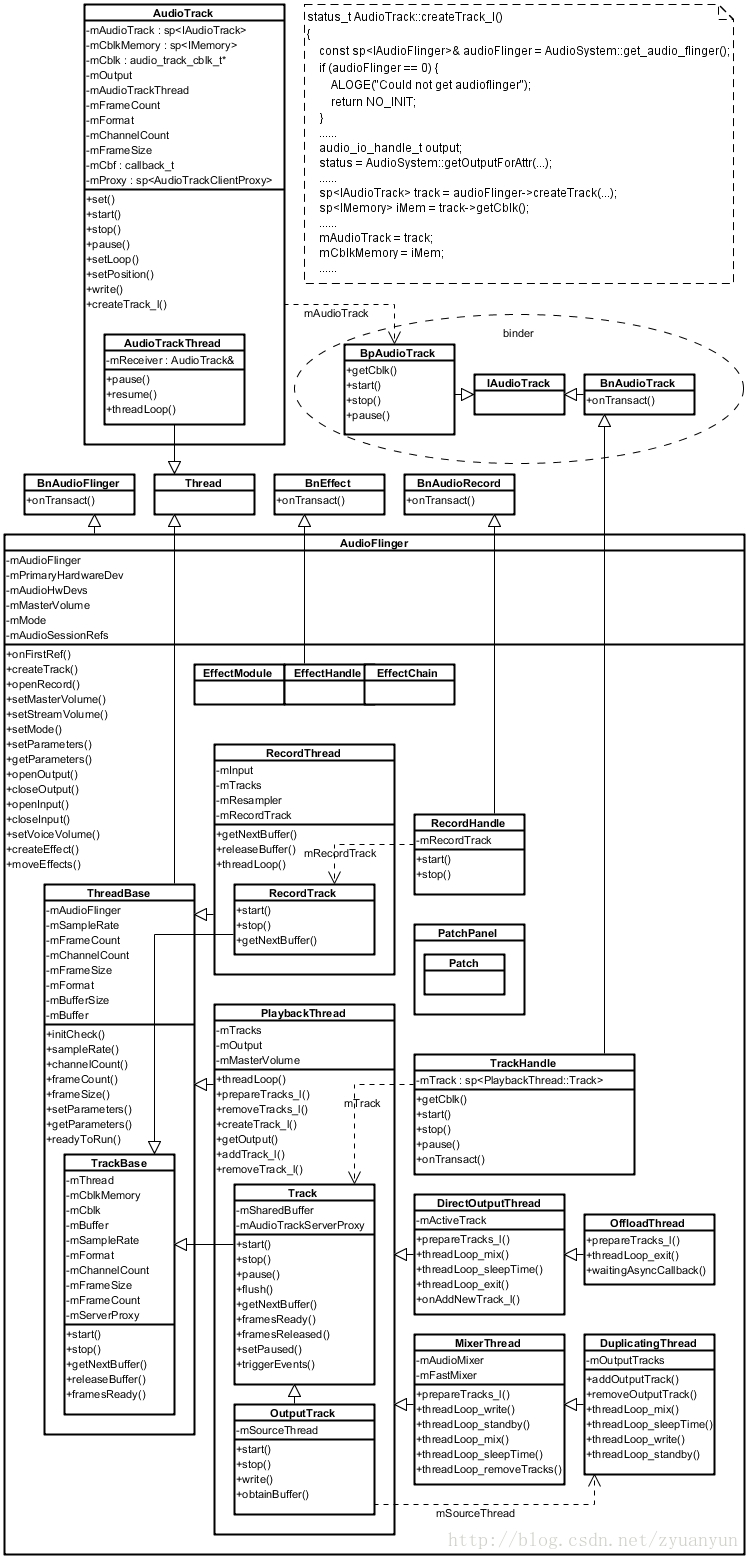 AudioTrack
-mAudioTrack : sp<IAudioTrack>
-mCblkMemory : sp<IMemory>
-mCblk : audio_track_cblk_t*
-mOutput
-mAudioTrackThread
-mFrameCount
-mFormat
-mChannelCount
-mFrameSize
-mCbf : callback_t
-mProxy : sp<AudioTrackClientProxy>
+set()
+start()
+stop()
+pause()
+setLoop()
+setPosition()
+write()
+createTrack_l()
AudioTrackThread
-mReceiver : AudioTrack&
+pause()
+resume()
+threadLoop()
status_t AudioTrack::createTrack_l()
{
const sp<IAudioFlinger>& audioFlinger = AudioSystem::get_audio_flinger();
if (audioFlinger == 0) {
ALOGE("Could not get audioflinger");
return NO_INIT;
}
......
audio_io_handle_t output;
status = AudioSystem::getOutputForAttr(...);
......
sp<IAudioTrack> track = audioFlinger->createTrack(...);
sp<IMemory> iMem = track->getCblk();
......
mAudioTrack = track;
mCblkMemory = iMem;
......
mAudioTrack
binder
BpAudioTrack
+getCblk()
+start()
+stop()
+pause()
IAudioTrack
BnAudioTrack
+onTransact()
BnAudioFlinger
+onTransact()
Thread
BnEffect
+onTransact()
BnAudioRecord
+onTransact()
AudioFlinger
-mAudioFlinger
-mPrimaryHardwareDev
-mAudioHwDevs
-mMasterVolume
-mMode
-mAudioSessionRefs
+onFirstRef()
+createTrack()
+openRecord()
+setMasterVolume()
+setStreamVolume()
+setMode()
+setParameters()
+getParameters()
+openOutput()
+closeOutput()
+openInput()
+closeInput()
+setVoiceVolume()
+createEffect()
+moveEffects()
EffectModule
EffectHandle
EffectChain
RecordThread
-mInput
-mTracks
-mResampler
-mRecordTrack
+getNextBuffer()
+releaseBuffer()
+threadLoop()
mRecordTrack
RecordTrack
+start()
+stop()
+getNextBuffer()
RecordHandle
-mRecordTrack
+start()
+stop()
PatchPanel
Patch
ThreadBase
-mAudioFlinger
-mSampleRate
-mFrameCount
-mChannelCount
-mFrameSize
-mFormat
-mBufferSize
-mBuffer
+initCheck()
+sampleRate()
+channelCount()
+frameCount()
+frameSize()
+setParameters()
+getParameters()
+readyToRun()
TrackBase
-mThread
-mCblkMemory
-mCblk
-mBuffer
-mSampleRate
-mFormat
-mChannelCount
-mFrameSize
-mFrameCount
-mServerProxy
+start()
+stop()
+getNextBuffer()
+releaseBuffer()
+framesReady()
PlaybackThread
-mTracks
-mOutput
-mMasterVolume
+threadLoop()
+prepareTracks_l()
+removeTracks_l()
+createTrack_l()
+getOutput()
+addTrack_l()
+removeTrack_l()
mTrack
Track
-mSharedBuffer
-mAudioTrackServerProxy
+start()
+stop()
+pause()
+flush()
+getNextBuffer()
+framesReady()
+framesReleased()
+setPaused()
+triggerEvents()
OutputTrack
-mSourceThread
+start()
+stop()
+write()
+obtainBuffer()
TrackHandle
-mTrack : sp<PlaybackThread::Track>
+getCblk()
+start()
+stop()
+pause()
+onTransact()
DirectOutputThread
-mActiveTrack
+prepareTracks_l()
+threadLoop_mix()
+threadLoop_sleepTime()
+threadLoop_exit()
+onAddNewTrack_l()
OffloadThread
+prepareTracks_l()
+threadLoop_exit()
+waitingAsyncCallback()
MixerThread
-mAudioMixer
-mFastMixer
+prepareTracks_l()
+threadLoop_write()
+threadLoop_standby()
+threadLoop_mix()
+threadLoop_sleepTime()
+threadLoop_removeTracks()
DuplicatingThread
-mOutputTracks
+addOutputTrack()
+removeOutputTrack()
+threadLoop_mix()
+threadLoop_sleepTime()
+threadLoop_write()
+threadLoop_standby()
mSourceThread
http://blog.csdn.net/zyuanyun